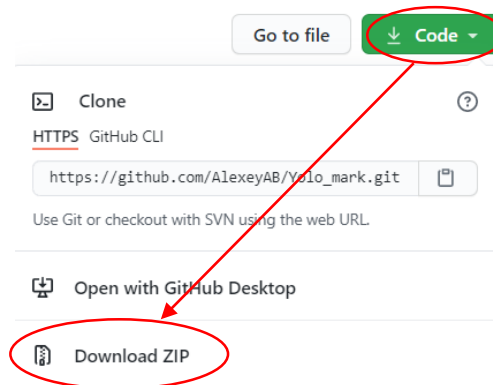 Go to file
Code
Clone
HTTPS GitHub CLI
https://github.com/AlexeyAB/Yolo_mark.git
Use Git or checkout with SVN using the web URL.
Open with GitHub Desktop
Download ZIP